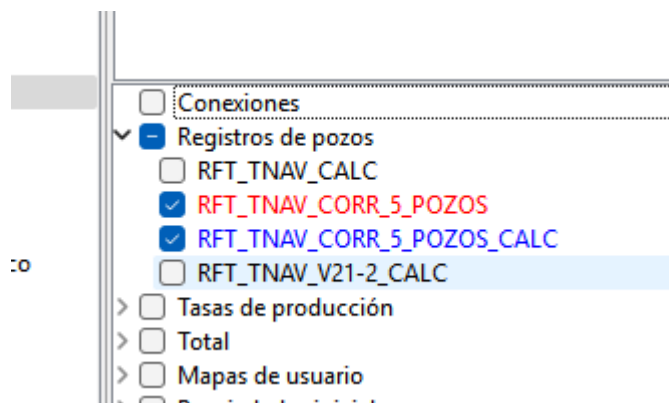 Conexiones
Registros de pozos
RFT_TNAV_CALC
RFT_TNAV_CORR_5_POZOS
RFT_TNAV_CORR_5_POZOS_CALC
RFT_TNAV_V21-2_CALC
Tasas de producción
Total
Mapas de usuario